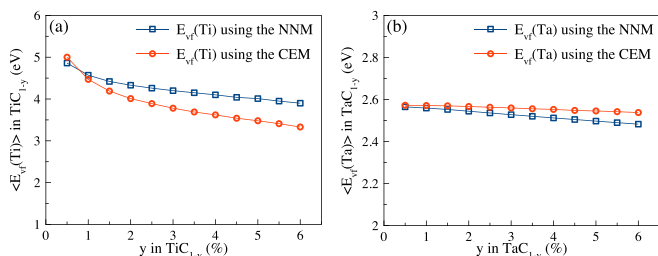 (a)
E_vf(Ti) using the NNM
E_vf(Ti) using the CEM
<E_vf(Ti)> in TiC_1-y (eV)
6
5
4
3
2
1
0 1 2 3 4 5 6
y in TiC_1-y (%)
(b)
E_vf(Ta) using the NNM
E_vf(Ta) using the CEM
<E_vf(Ta)> in TaC_1-y (eV)
3
2.8
2.6
2.4
2.2
2
0 1 2 3 4 5 6
y in TaC_1-y (%)